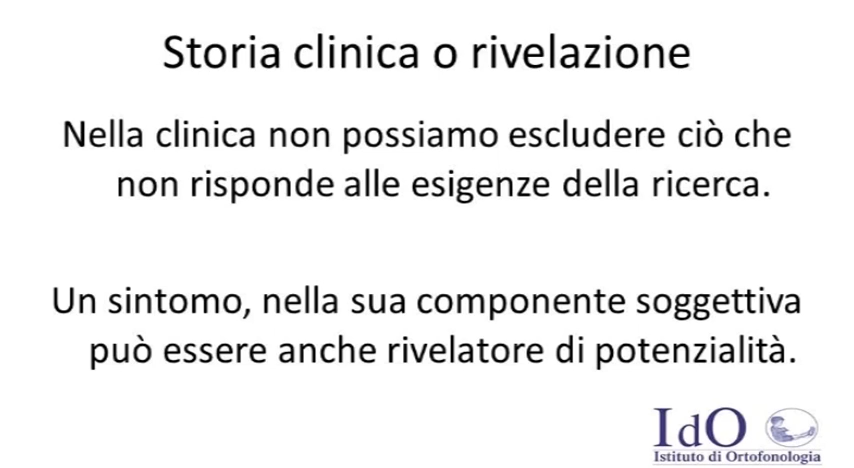 Storia clinica o rivelazione
Nella clinica non possiamo escludere ciò che
non risponde alle esigenze della ricerca.
Un sintomo, nella sua componente soggettiva
può essere anche rivelatore di potenzialità.
IdO
Istituto di Ortofonologia